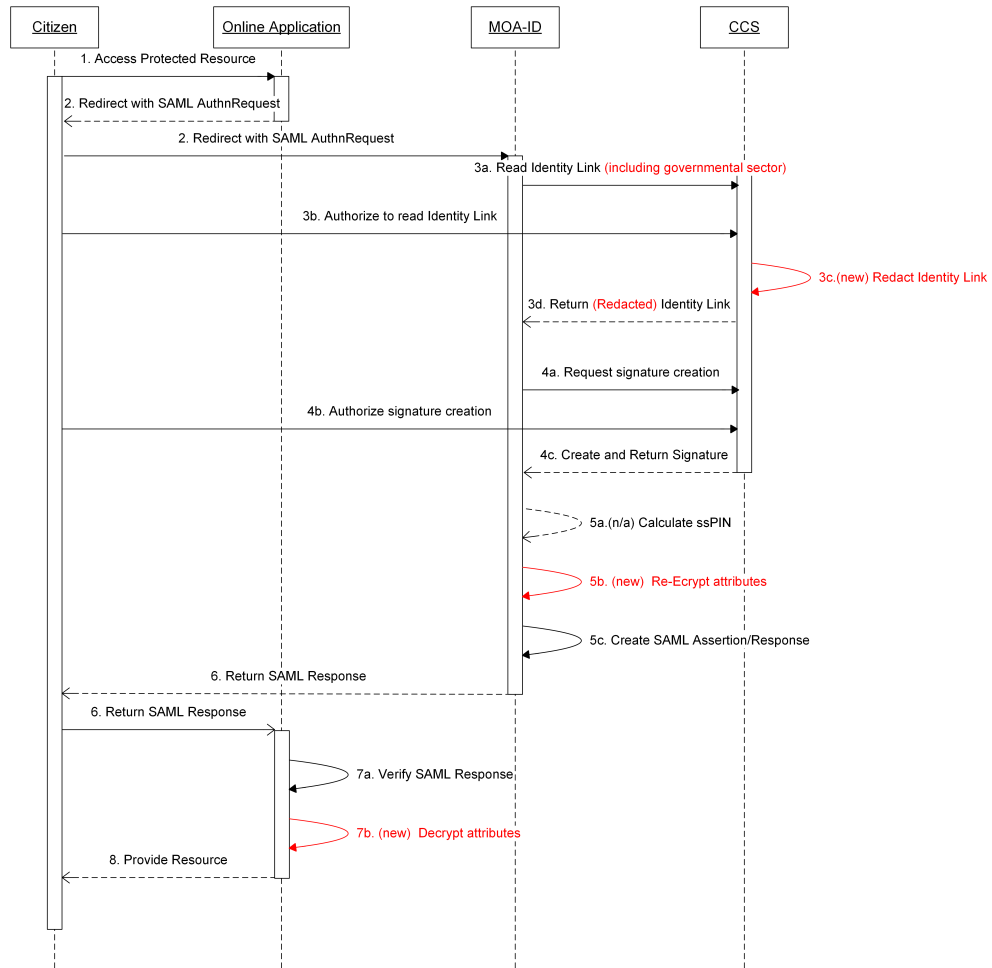 Citizen
Online Application
MOA-ID
CCS
1. Access Protected Resource
2. Redirect with SAML AuthnRequest
2. Redirect with SAML AuthnRequest
3a. Read Identity Link (including governmental sector)
3b. Authorize to read Identity Link
3c.(new) Redact Identity Link
3d. Return (Redacted) Identity Link
4a. Request signature creation
4b. Authorize signature creation
4c. Create and Return Signature
5a.(n/a) Calculate ssPIN
5b. (new) Re-Ecrypt attributes
5c. Create SAML Assertion/Response
6. Return SAML Response
6. Return SAML Response
7a. Verify SAML Response
7b. (new) Decrypt attributes
8. Provide Resource